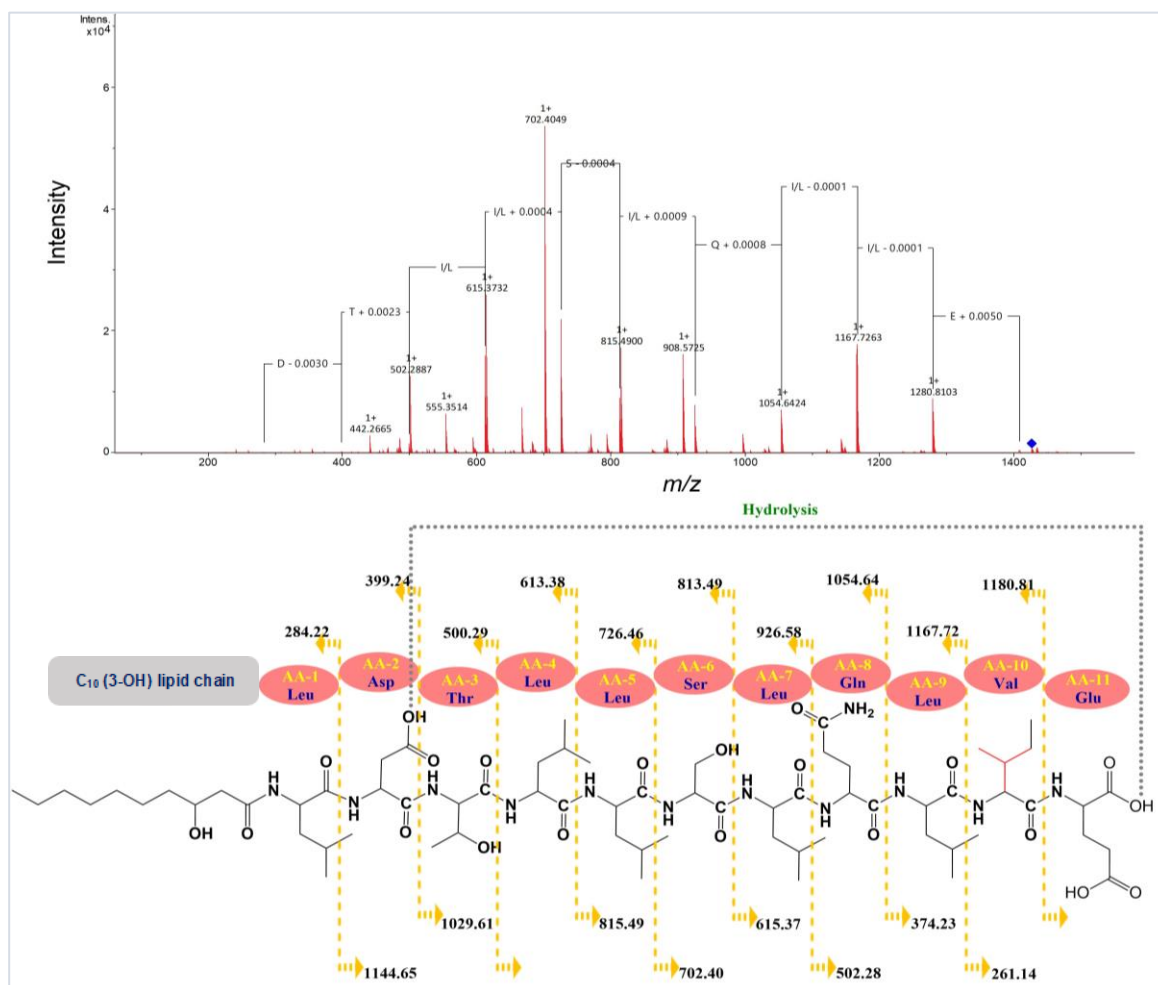 Intens.
x10⁴
6
4
2
0
Intensity
1+
702.4049
S - 0.0004
I/L - 0.0001
I/L + 0.0004
I/L + 0.0009
Q + 0.0008
I/L - 0.0001
I/L
1+
615.3732
T + 0.0023
E + 0.0050
1+
815.4900
1+
1167.7263
1+
908.5725
D - 0.0030
1+
502.2887
1+
555.3514
1+
1054.6424
1+
1280.8103
1+
442.2665
200 400 600 800 1000 1200 1400
m/z
Hydrolysis
399.24 613.38 813.49 1054.64 1180.81
284.22 500.29 726.46 926.58 1167.72
C₁₀ (3-OH) lipid chain
AA-1
Leu
AA-2
Asp
AA-3
Thr
AA-4
Leu
AA-5
Leu
AA-6
Ser
AA-7
Leu
AA-8
Gln
AA-9
Leu
AA-10
Val
AA-11
Glu
OH
O
O
NH₂
OH
H
N
O
N
H
O
H
N
O
N
H
O
H
N
O
N
H
O
H
N
O
N
H
O
H
N
O
N
H
O
H
N
O
OH
OH
O
OH
HO
O
1029.61 815.49 615.37 374.23
1144.65 702.40 502.28 261.14